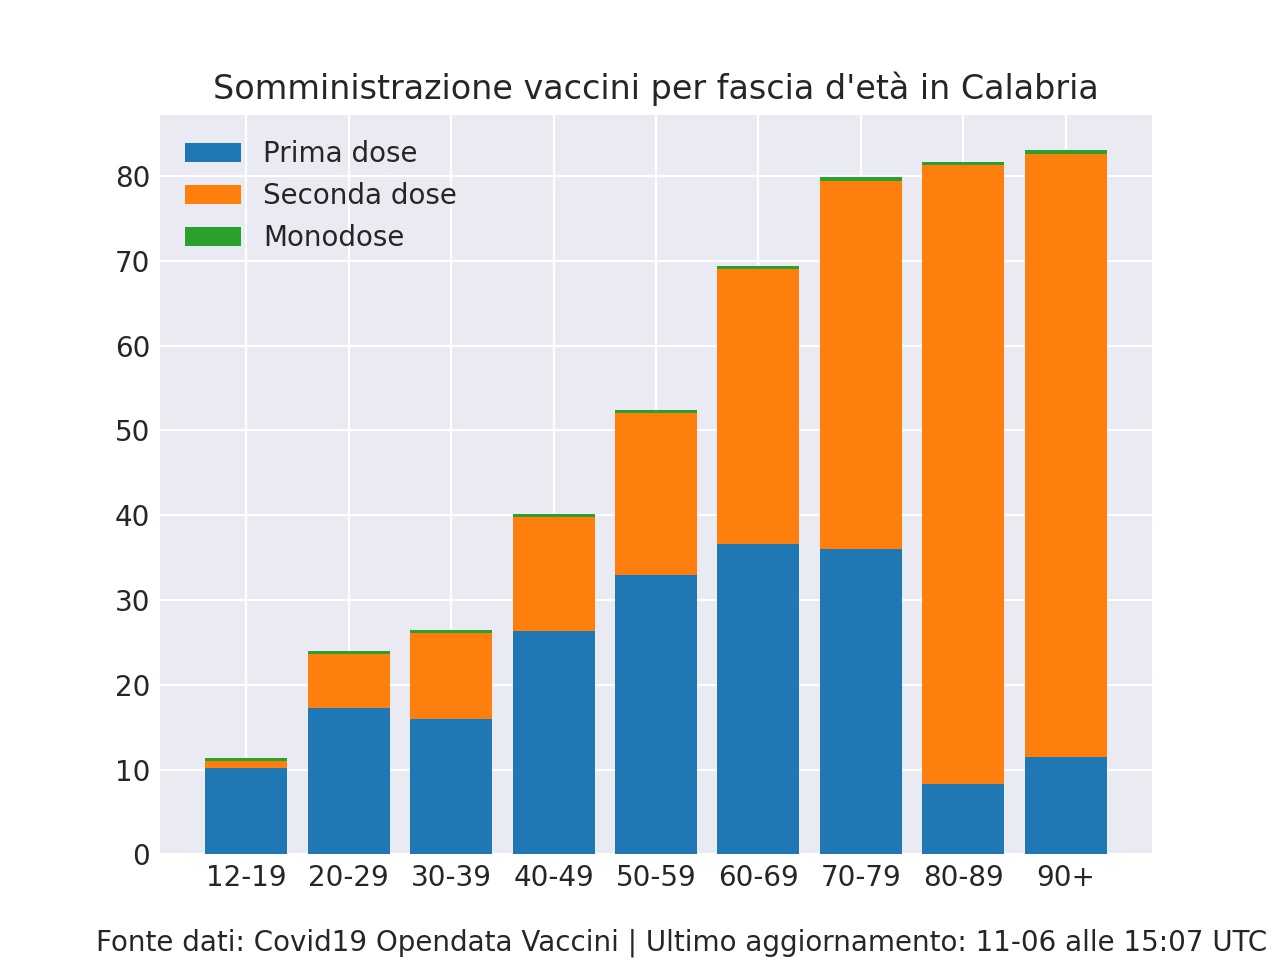 Somministrazione vaccini per fascia d'età in Calabria
Prima dose
Seconda dose
Monodose
80
70
60
50
40
30
20
10
0
12-19 20-29 30-39 40-49 50-59 60-69 70-79 80-89 90+
Fonte dati: Covid19 Opendata Vaccini | Ultimo aggiornamento: 11-06 alle 15:07 UTC